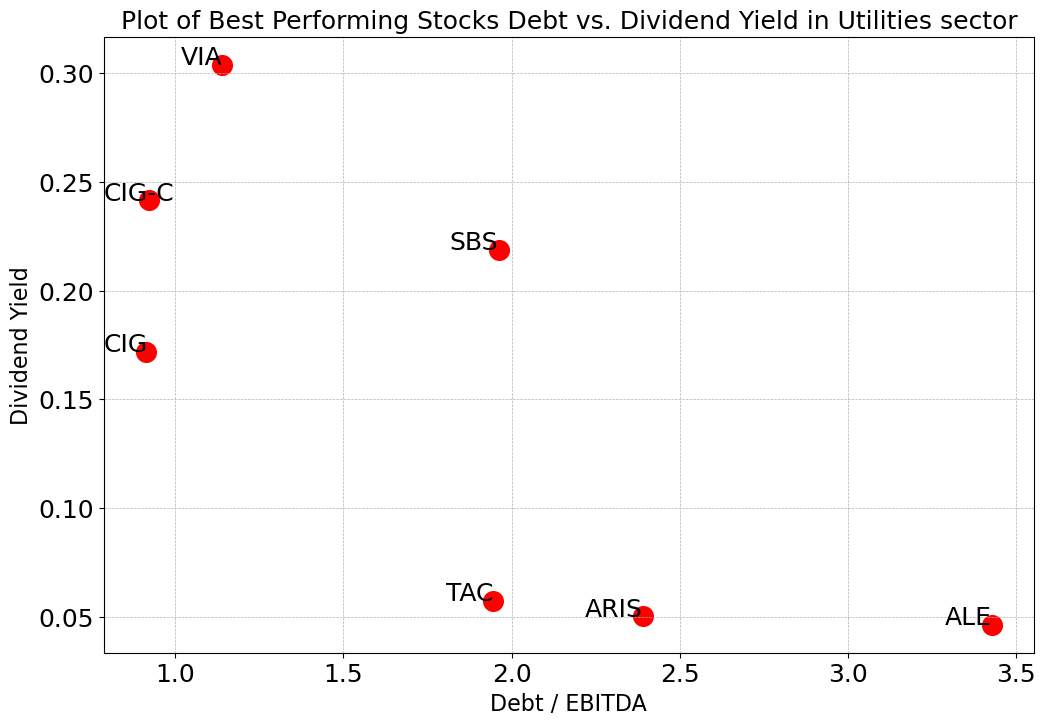 Plot of Best Performing Stocks Debt vs. Dividend Yield in Utilities sector
VIA
0.30
0.25
CIG-C
SBS
0.20
CIG
0.15
0.10
TAC
ARIS
ALE
0.05
Dividend Yield
1.0 1.5 2.0 2.5 3.0 3.5
Debt / EBITDA